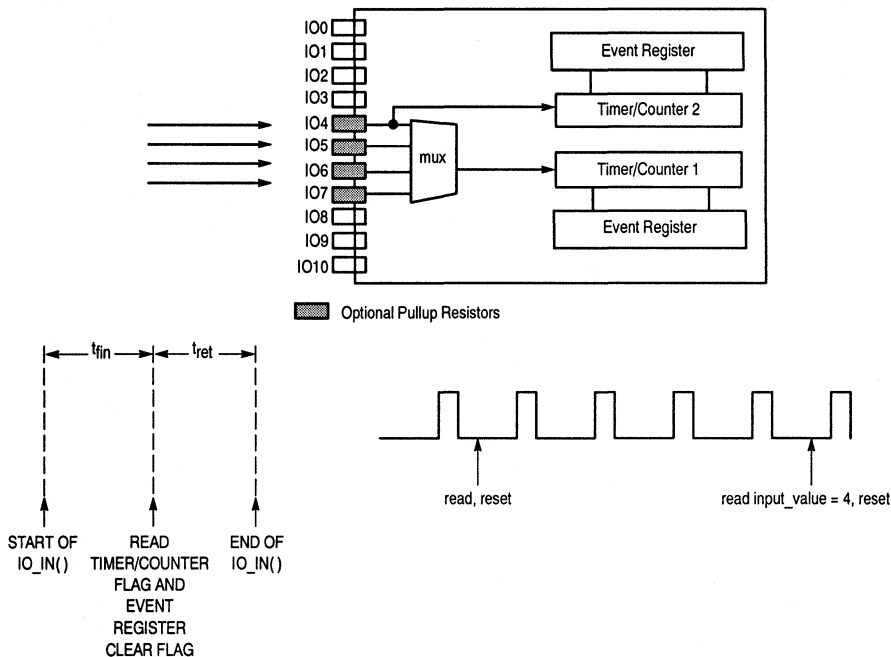 IO0
IO1
IO2
IO3
IO4
IO5
IO6
IO7
IO8
IO9
IO10
mux
Event Register
Timer/Counter 2
Timer/Counter 1
Event Register
Optional Pullup Resistors
tfin
tret
START OF
IO_IN( )
READ
TIMER/COUNTER
FLAG AND
EVENT
REGISTER
CLEAR FLAG
END OF
IO_IN( )
read, reset
read input_value = 4, reset